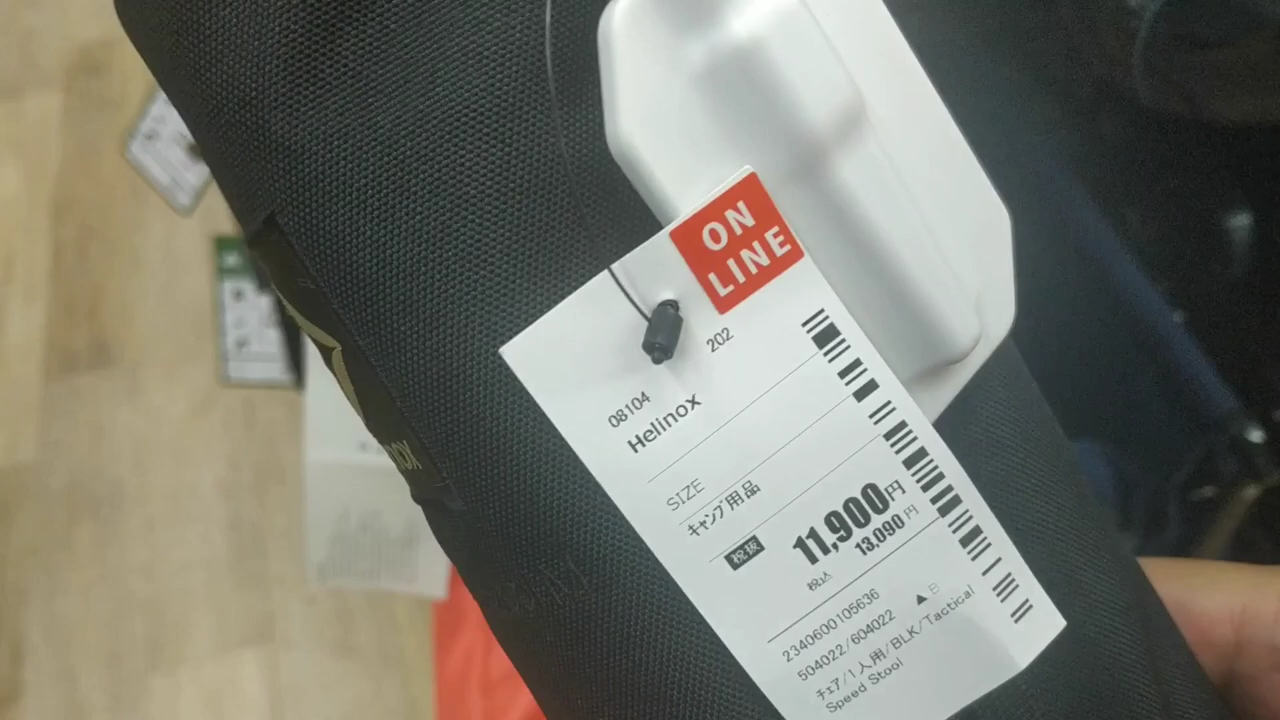 ON
LINE
202
08104
Helinox
SIZE
キャンプ用品
税抜 11,900円
税込 13,090円
2340600105636
504022/604022 ▲B
チェア/1人用/BLK/Tactical
Speed Stool
NOX